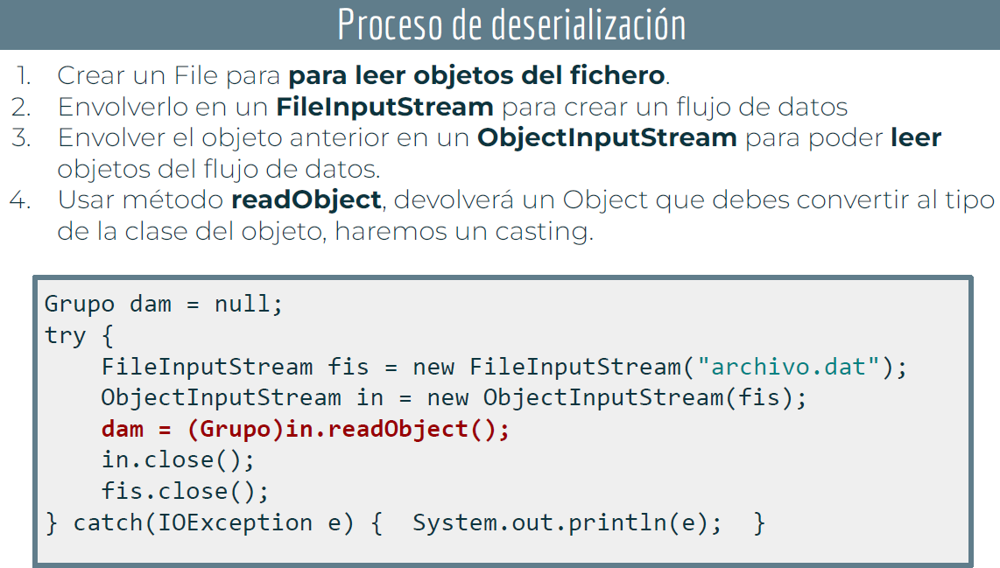 Proceso de deserialización
1. Crear un File para para leer objetos del fichero.
2. Envolverlo en un FileInputStream para crear un flujo de datos
3. Envolver el objeto anterior en un ObjectInputStream para poder leer
objetos del flujo de datos.
4. Usar método readObject, devolverá un Object que debes convertir al tipo
de la clase del objeto, haremos un casting.
Grupo dam = null;
try {
    FileInputStream fis = new FileInputStream("archivo.dat");
    ObjectInputStream in = new ObjectInputStream(fis);
    dam = (Grupo)in.readObject();
    in.close();
    fis.close();
} catch(IOException e) {  System.out.println(e);  }